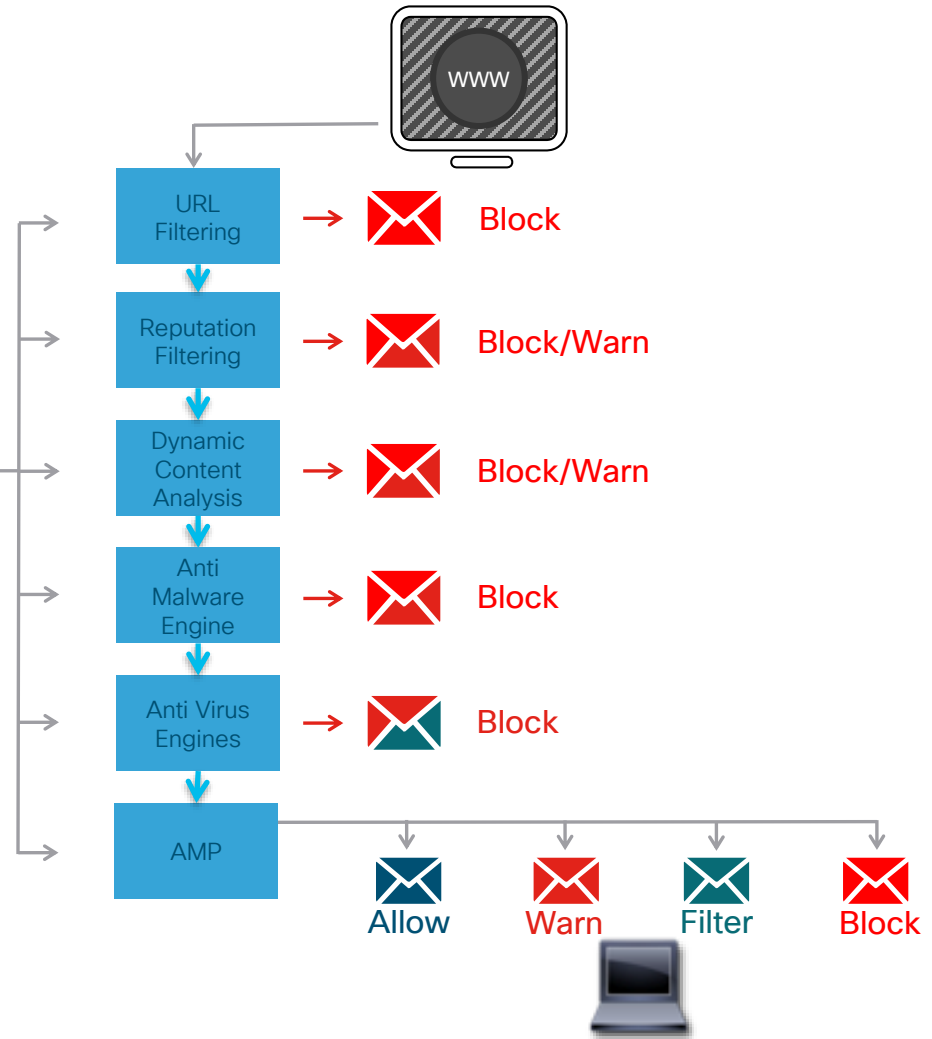 www
URL
Filtering
Block
Reputation
Filtering
Block/Warn
Dynamic
Content
Analysis
Block/Warn
Anti
Malware
Engine
Block
Anti Virus
Engines
Block
AMP
Allow
Warn
Filter
Block